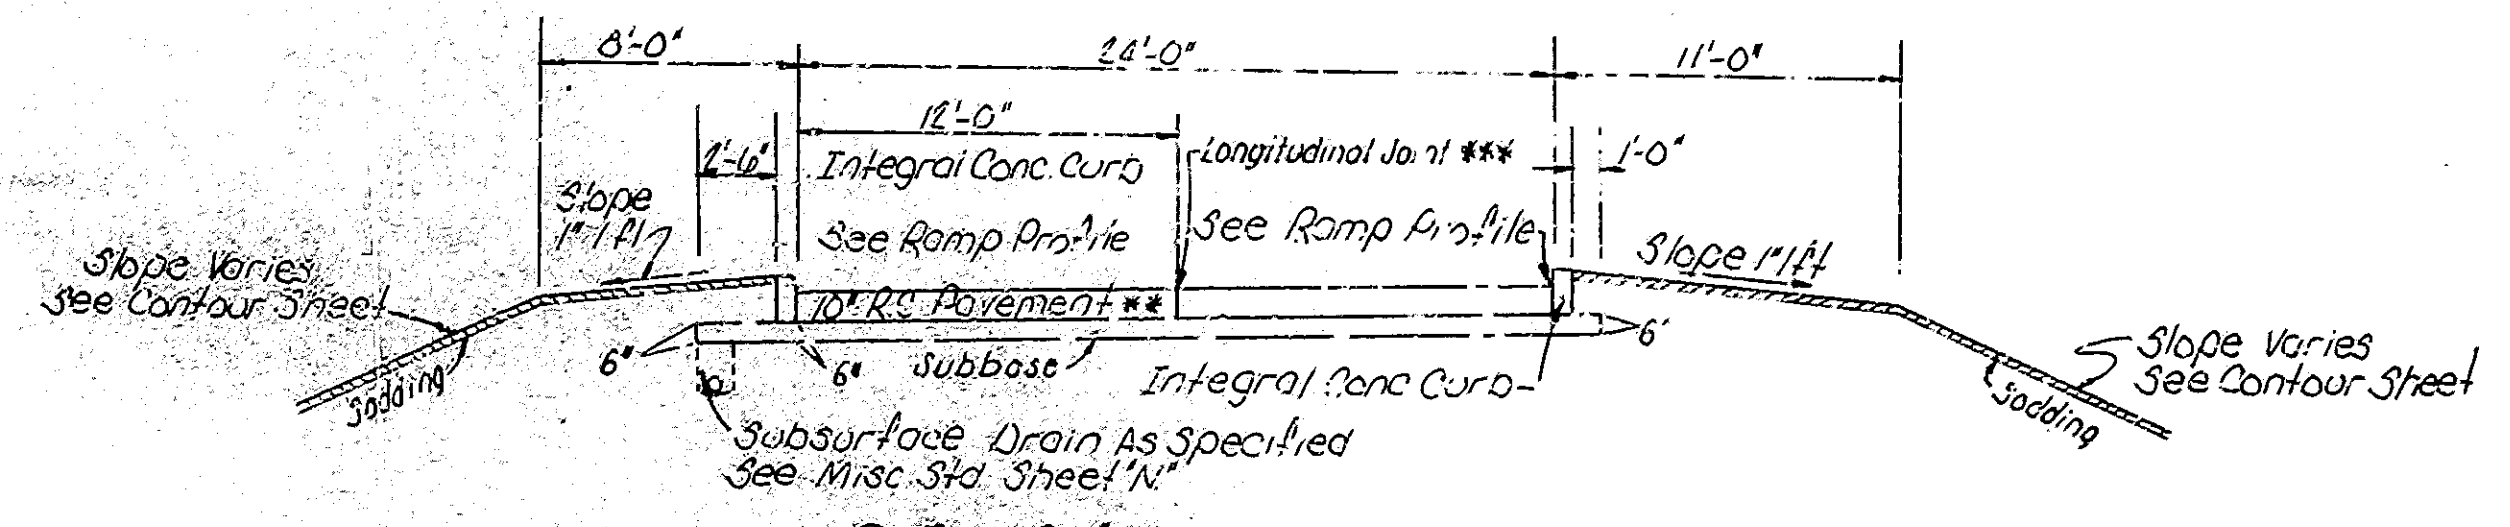 8'-0"
24'-0"
11'-0"
12'-0"
2'-6"
Integral Conc. Curb
Longitudinal Joint ***
1'-0"
Slope
1"/ft
See Ramp Profile
See Ramp Profile
Slope 1"/ft
Slope Varies
See Contour Sheet
10" R.C. Pavement **
6"
6"
Subbase
6"
Integral Conc Curb
Slope Varies
See Contour Sheet
Sodding
Sodding
Subsurface Drain As Specified
See Misc. Std. Sheet "N"